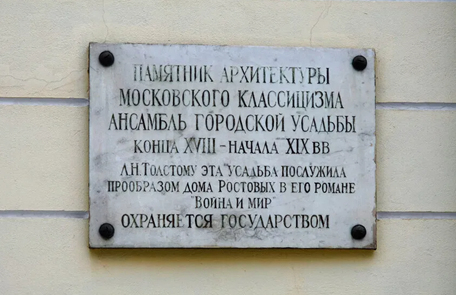 ПАМЯТНИК АРХИТЕКТУРЫ
МОСКОВСКОГО КЛАССИЦИЗМА
АНСАМБЛЬ ГОРОДСКОЙ УСАДЬБЫ
КОНЦА XVIII – НАЧАЛА XIX ВВ
Л.Н. ТОЛСТОМУ ЭТА УСАДЬБА ПОСЛУЖИЛА
ПРООБРАЗОМ ДОМА РОСТОВЫХ В ЕГО РОМАНЕ
"ВОЙНА И МИР"
ОХРАНЯЕТСЯ ГОСУДАРСТВОМ